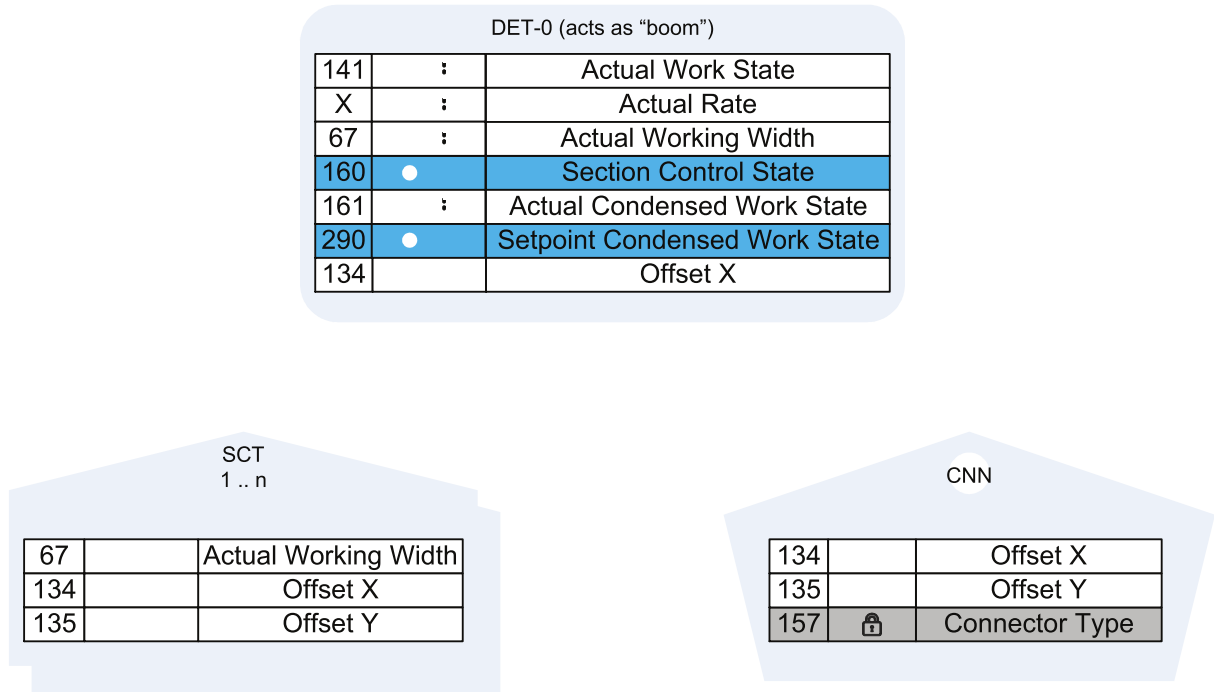 DET-0 (acts as “boom”)
141 Actual Work State
X Actual Rate
67 Actual Working Width
160 Section Control State
161 Actual Condensed Work State
290 Setpoint Condensed Work State
134 Offset X
SCT
1 .. n
67 Actual Working Width
134 Offset X
135 Offset Y
CNN
134 Offset X
135 Offset Y
157 Connector Type